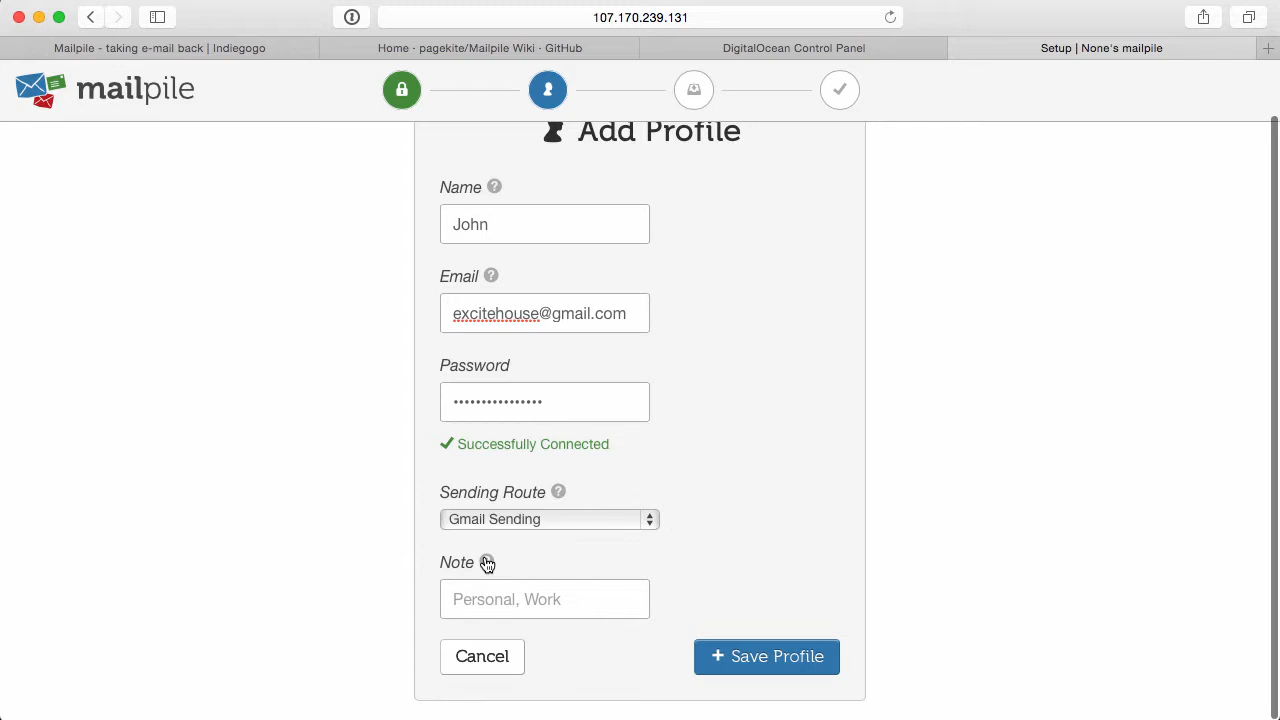 107.170.239.131
Mailpile - taking e-mail back | Indiegogo
Home · pagekite/Mailpile Wiki · GitHub
DigitalOcean Control Panel
Setup | None's mailpile
mailpile
Add Profile
Name ?
John
Email ?
excitehouse@gmail.com
Password
••••••••••••••••
Successfully Connected
Sending Route ?
Gmail Sending
Note
Personal, Work
Cancel
+ Save Profile